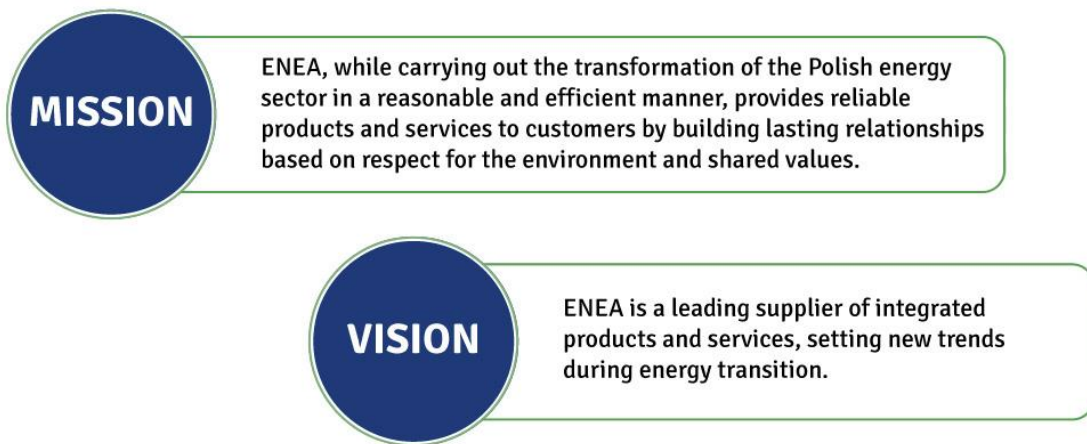 MISSION
ENEA, while carrying out the transformation of the Polish energy
sector in a reasonable and efficient manner, provides reliable
products and services to customers by building lasting relationships
based on respect for the environment and shared values.
VISION
ENEA is a leading supplier of integrated
products and services, setting new trends
during energy transition.